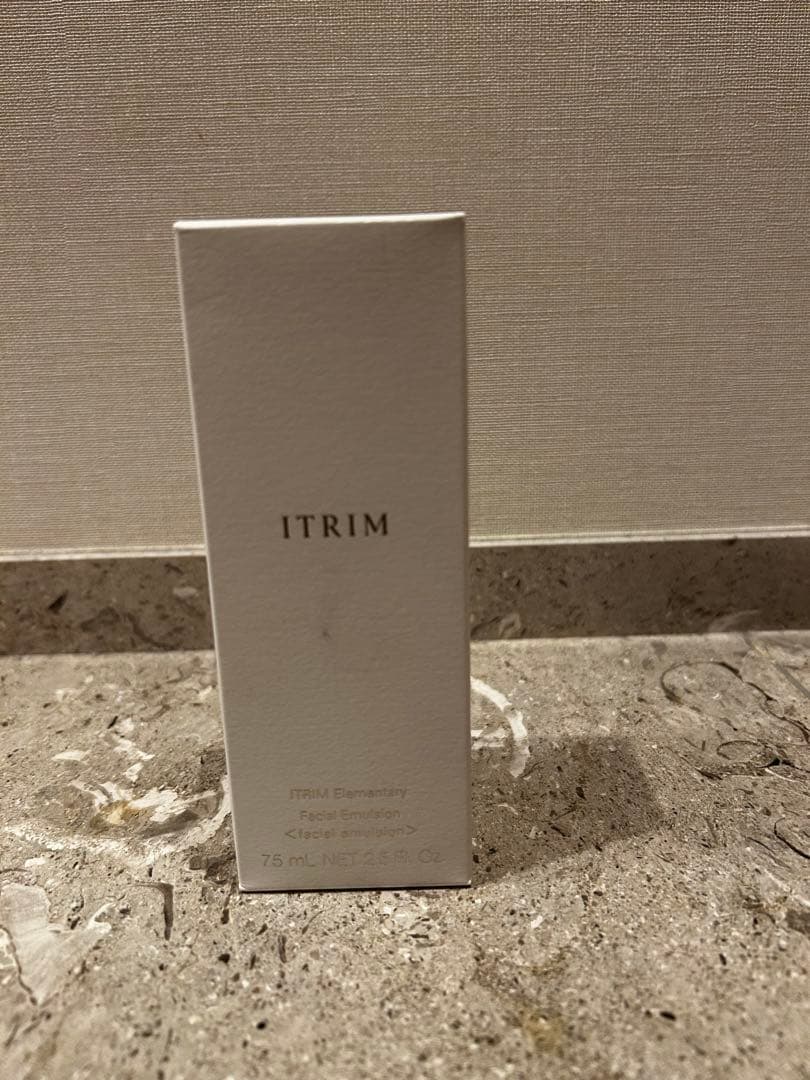 ITRIM
ITRIM Elementary
Facial Emulsion
<facial emulsion>
75 mL NET 2.5 Fl. Oz.